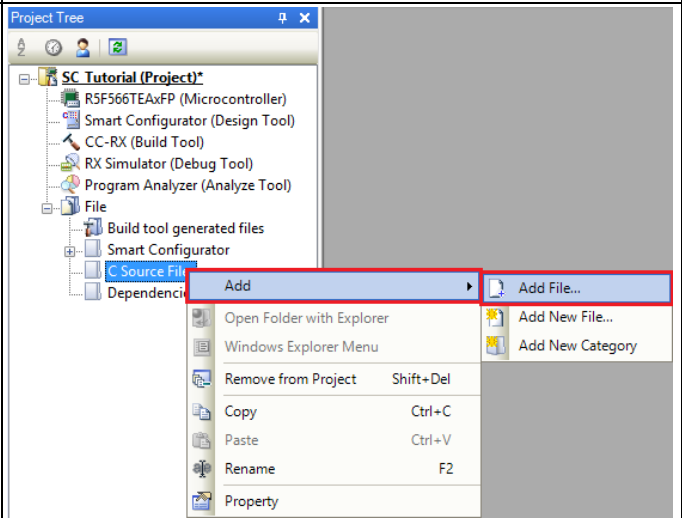 Project Tree
SC Tutorial (Project)*
R5F566TEAxFP (Microcontroller)
Smart Configurator (Design Tool)
CC-RX (Build Tool)
RX Simulator (Debug Tool)
Program Analyzer (Analyze Tool)
File
Build tool generated files
Smart Configurator
C Source File
Dependenci
Add
Open Folder with Explorer
Windows Explorer Menu
Remove from Project Shift+Del
Copy Ctrl+C
Paste Ctrl+V
Rename F2
Property
Add File...
Add New File...
Add New Category